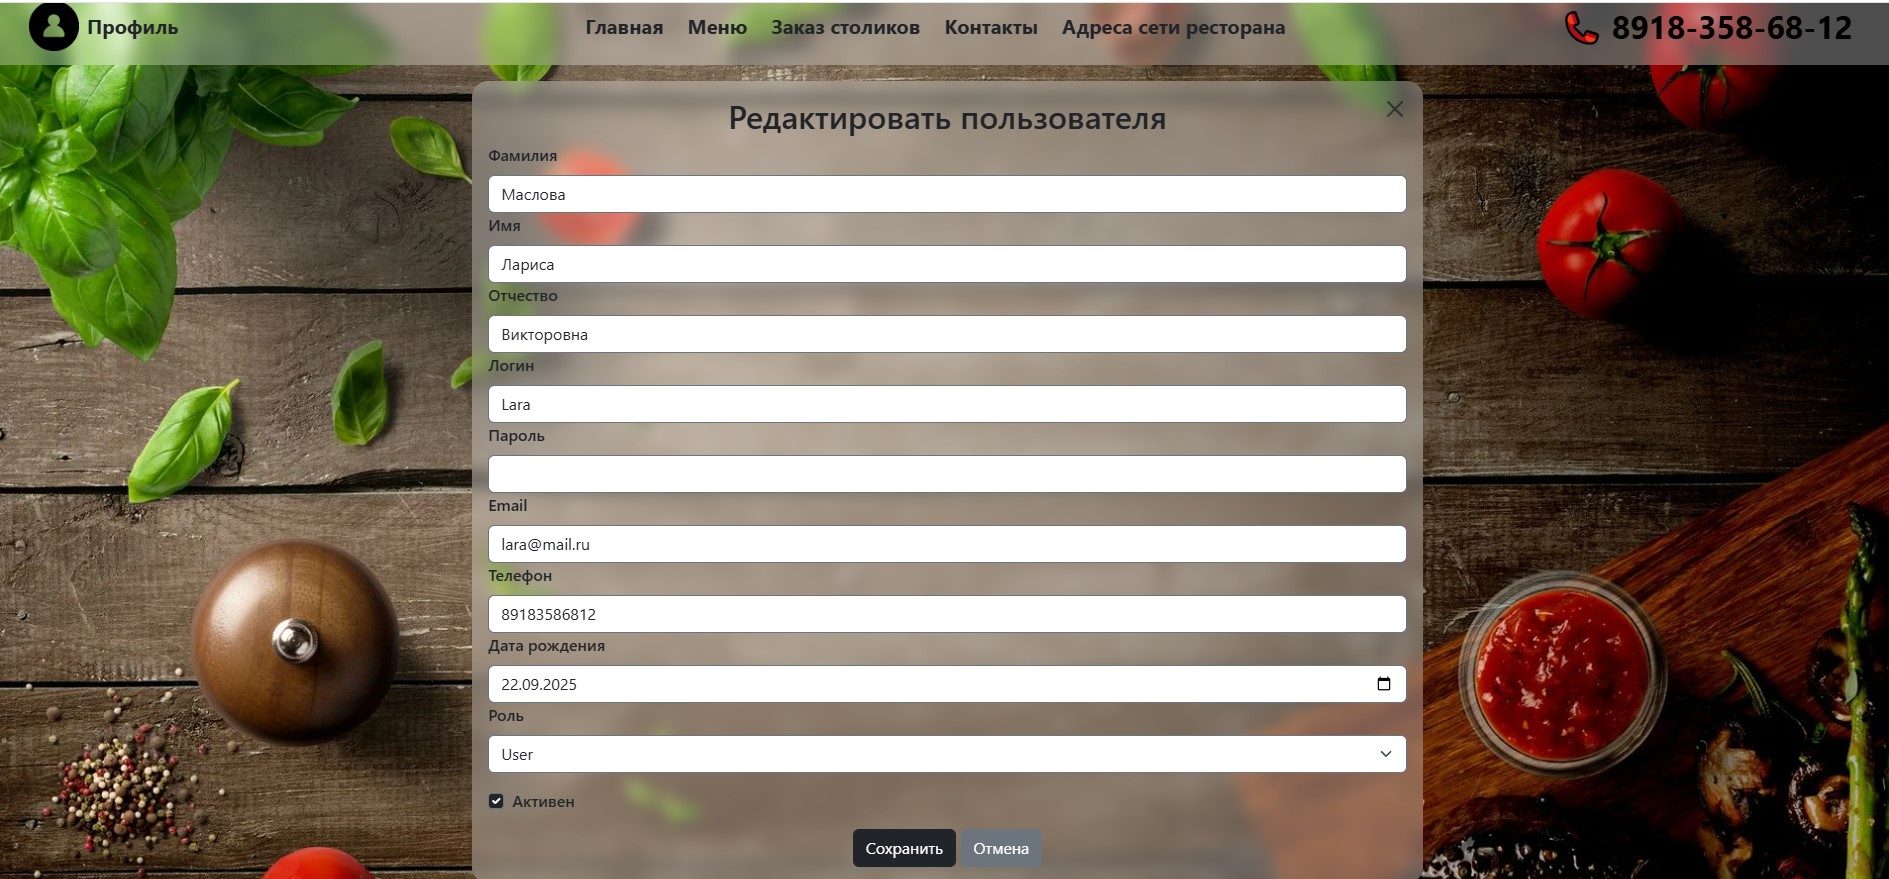 Профиль
Главная Меню Заказ столиков Контакты Адреса сети ресторана
8918-358-68-12
Редактировать пользователя
Фамилия
Маслова
Имя
Лариса
Отчество
Викторовна
Логин
Lara
Пароль
Email
lara@mail.ru
Телефон
89183586812
Дата рождения
22.09.2025
Роль
User
Активен
Сохранить Отмена